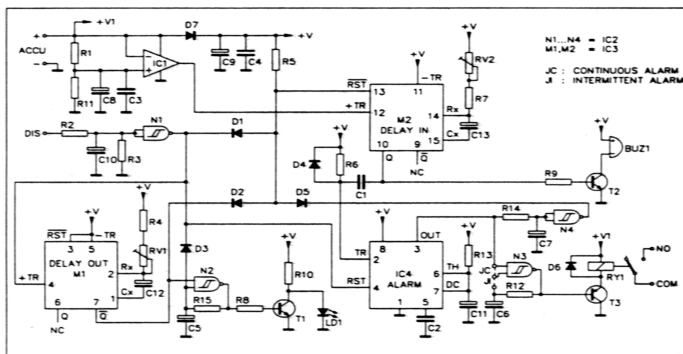 +V1
D7
+V
N1...N4 = IC2
M1,M2 = IC3
JC : CONTINUOUS ALARM
JI : INTERMITTENT ALARM
+
ACCU
-
R1
R11
C8
C3
IC1
C9
C4
R5
+V
+V
RV2
R7
RST
13
11
-TR
+TR
12
M2
DELAY IN
Rx
14
Cx
15
C13
10
9
Q
Q
NC
DIS
R2
N1
C10
R3
D1
D4
+V
R6
C1
R9
+V
BUZ1
T2
D2
D5
+V
R4
RV1
C12
RST
-TR
3
5
DELAY OUT
M1
+TR
4
Rx
2
Cx
1
6
7
Q
Q
NC
D3
N2
R15
R8
C5
+V
R10
T1
LD1
+V
8
3
OUT
TR
2
RST
4
IC4
ALARM
TH
6
DC
7
1
5
C2
R13
C11
R14
C7
N4
JC
JI
N3
R12
C6
+V1
D6
RY1
T3
NO
COM